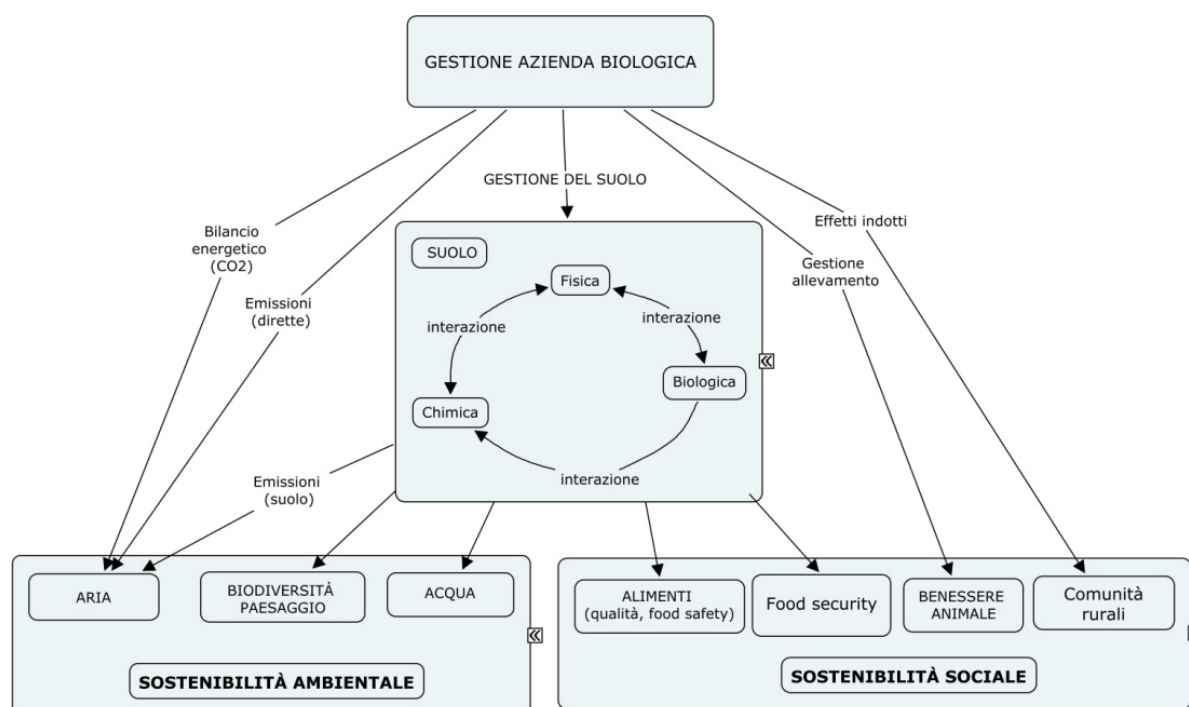 GESTIONE AZIENDA BIOLOGICA
GESTIONE DEL SUOLO
Bilancio
energetico
(CO2)
Emissioni
(dirette)
Effetti indotti
Gestione
allevamento
SUOLO
Fisica
interazione
interazione
Biologica
Chimica
interazione
Emissioni
(suolo)
ARIA
BIODIVERSITÀ
PAESAGGIO
ACQUA
SOSTENIBILITÀ AMBIENTALE
ALIMENTI
(qualità, food safety)
Food security
BENESSERE
ANIMALE
Comunità
rurali
SOSTENIBILITÀ SOCIALE